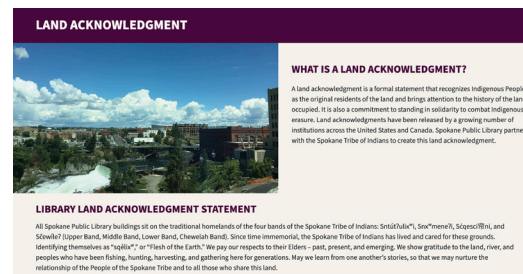 LAND ACKNOWLEDGMENT
WHAT IS A LAND ACKNOWLEDGMENT?
A land acknowledgment is a formal statement that recognizes Indigenous People
as the original residents of the land and brings attention to the history of the lan
occupied. It is also a commitment to standing in solidarity to combat Indigenous
erasure. Land acknowledgments have been released by a growing number of
institutions across the United States and Canada. Spokane Public Library partne
with the Spokane Tribe of Indians to create this land acknowledgment.
LIBRARY LAND ACKNOWLEDGMENT STATEMENT
All Spokane Public Library buildings sit on the traditional homelands of the four bands of the Spokane Tribe of Indians: and
(Upper Band, Middle Band, Lower Band, Chewelah Band). Since time immemorial, the Spokane Tribe of Indians has lived and cared for these grounds.
Identifying themselves as "sqélixʷ," or "Flesh of the Earth." We pay our respects to their Elders – past, present, and emerging. We show gratitude to the land, river, and
peoples who have been fishing, hunting, harvesting, and gathering here for generations. May we learn from one another's stories, so that we may nurture the
relationship of the People of the Spokane Tribe and to all those who share this land.